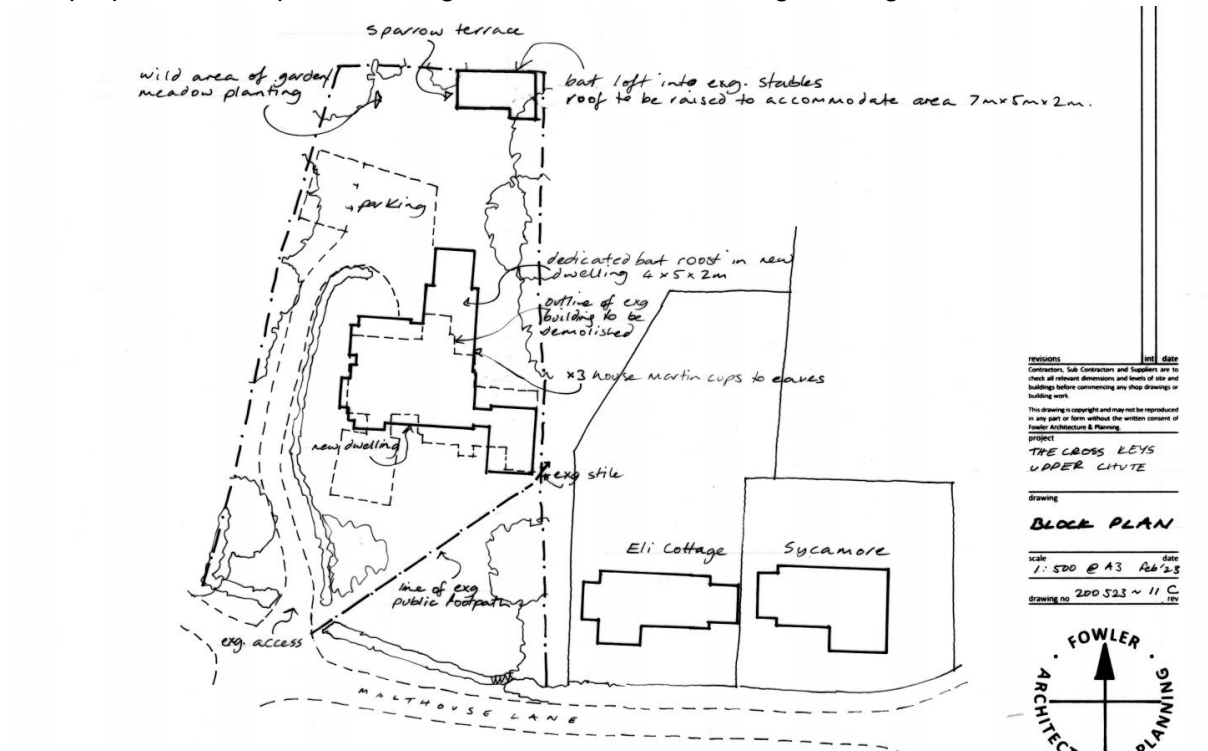 sparrow terrace
wild area of garden/
meadow planting
bat loft into exg. stables
roof to be raised to accommodate area 7m x 5m x 2m.
parking
dedicated bat roost in new
dwelling 4 x 5 x 2m
outline of exg
building to be
demolished
x3 house martin cups to eaves
new dwelling
exg stile
Eli Cottage
Sycamore
line of exg
public footpath
exg. access
MALTHOUSE LANE
revisions int date
Contractors, Sub Contractors and Suppliers are to
check all relevant dimensions and levels of site and
buildings before commencing any shop drawings or
building work.
This drawing is copyright and may not be reproduced
in any part or form without the written consent of
Fowler Architecture & Planning.
project
THE CROSS KEYS
UPPER CHUTE
drawing
BLOCK PLAN
scale date
1:500 @ A3 Feb '23
drawing no 200523 ~ 11 C rev
FOWLER